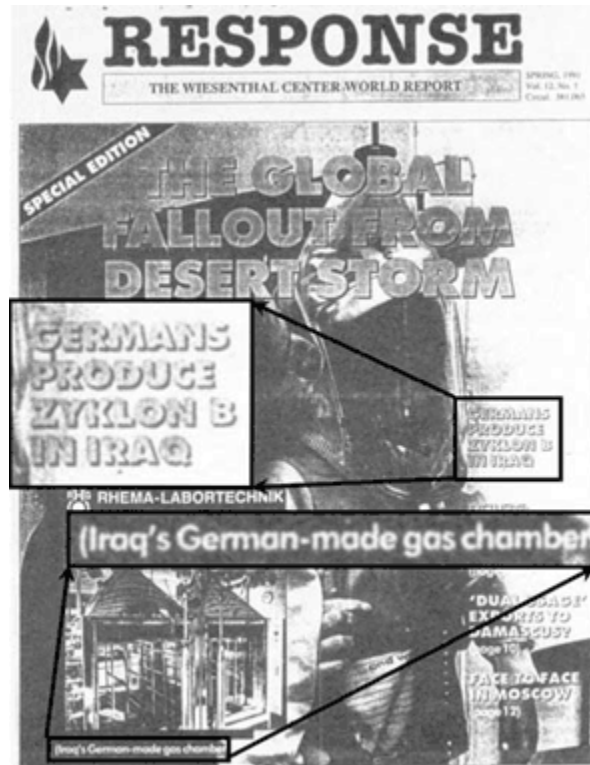 RESPONSE
THE WIESENTHAL CENTER WORLD REPORT
SPRING, 1991
Vol. 12, No. 1
SPECIAL EDITION
THE GLOBAL
FALLOUT FROM
DESERT STORM
GERMANS
PRODUCE
ZYKLON B
IN IRAQ
GERMANS
PRODUCE
ZYKLON B
IN IRAQ
RHEMA-LABORTECHNIK
(Iraq's German-made gas chamber
'DUAL USAGE'
EXPORTS TO
DAMASCUS?
(page 10)
FACE TO FACE
IN MOSCOW
(page 12)
(Iraq's German-made gas chamber